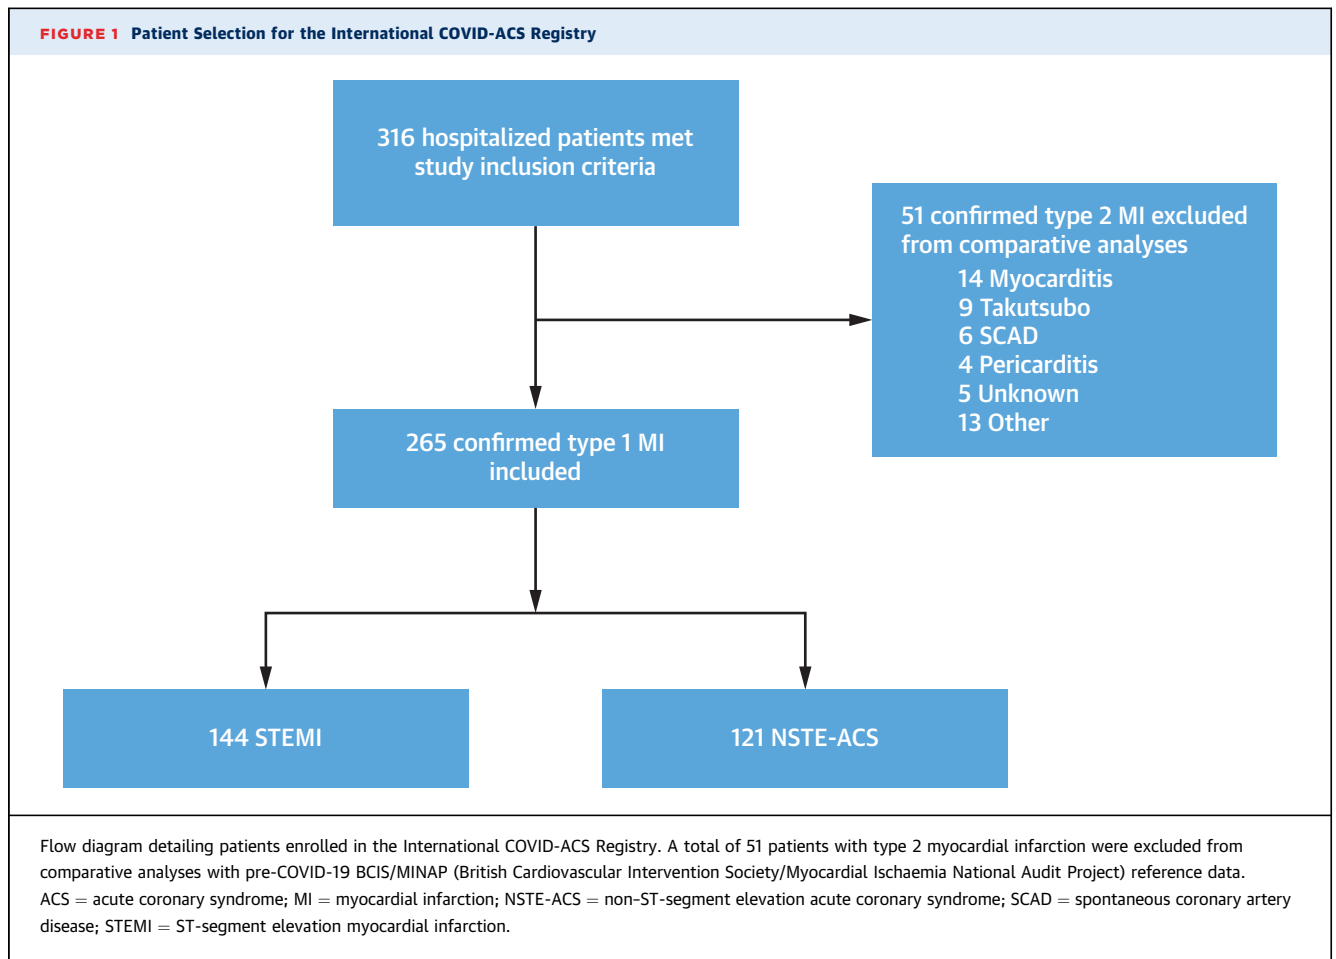 FIGURE 1 Patient Selection for the International COVID-ACS Registry
316 hospitalized patients met
study inclusion criteria
51 confirmed type 2 MI excluded
from comparative analyses
14 Myocarditis
9 Takutsubo
6 SCAD
4 Pericarditis
5 Unknown
13 Other
265 confirmed type 1 MI
included
144 STEMI
121 NSTE-ACS
Flow diagram detailing patients enrolled in the International COVID-ACS Registry. A total of 51 patients with type 2 myocardial infarction were excluded from
comparative analyses with pre-COVID-19 BCIS/MINAP (British Cardiovascular Intervention Society/Myocardial Ischaemia National Audit Project) reference data.
ACS = acute coronary syndrome; MI = myocardial infarction; NSTE-ACS = non–ST-segment elevation acute coronary syndrome; SCAD = spontaneous coronary artery
disease; STEMI = ST-segment elevation myocardial infarction.